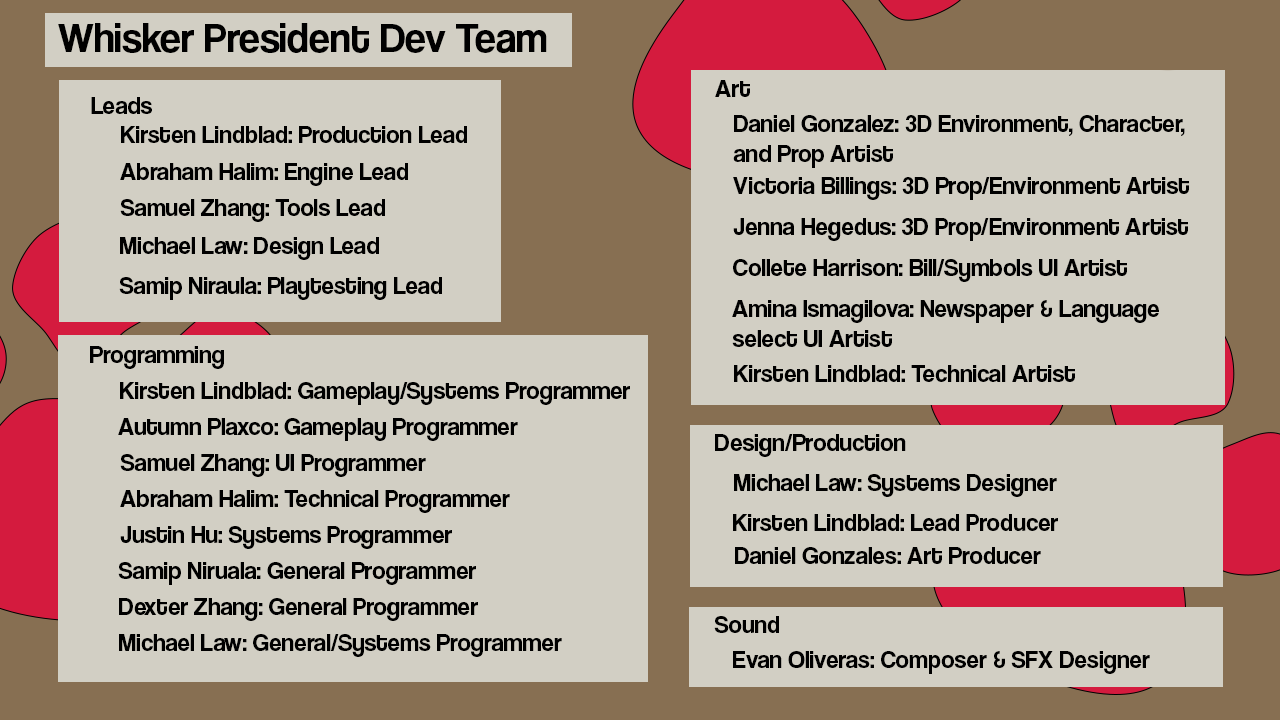 Whisker President Dev Team
Leads
Kirsten Lindblad: Production Lead
Abraham Halim: Engine Lead
Samuel Zhang: Tools Lead
Michael Law: Design Lead
Samip Niraula: Playtesting Lead
Programming
Kirsten Lindblad: Gameplay/Systems Programmer
Autumn Plaxco: Gameplay Programmer
Samuel Zhang: UI Programmer
Abraham Halim: Technical Programmer
Justin Hu: Systems Programmer
Samip Niruala: General Programmer
Dexter Zhang: General Programmer
Michael Law: General/Systems Programmer
Art
Daniel Gonzalez: 3D Environment, Character,
and Prop Artist
Victoria Billings: 3D Prop/Environment Artist
Jenna Hegedus: 3D Prop/Environment Artist
Collete Harrison: Bill/Symbols UI Artist
Amina Ismagilova: Newspaper & Language
select UI Artist
Kirsten Lindblad: Technical Artist
Design/Production
Michael Law: Systems Designer
Kirsten Lindblad: Lead Producer
Daniel Gonzales: Art Producer
Sound
Evan Oliveras: Composer & SFX Designer